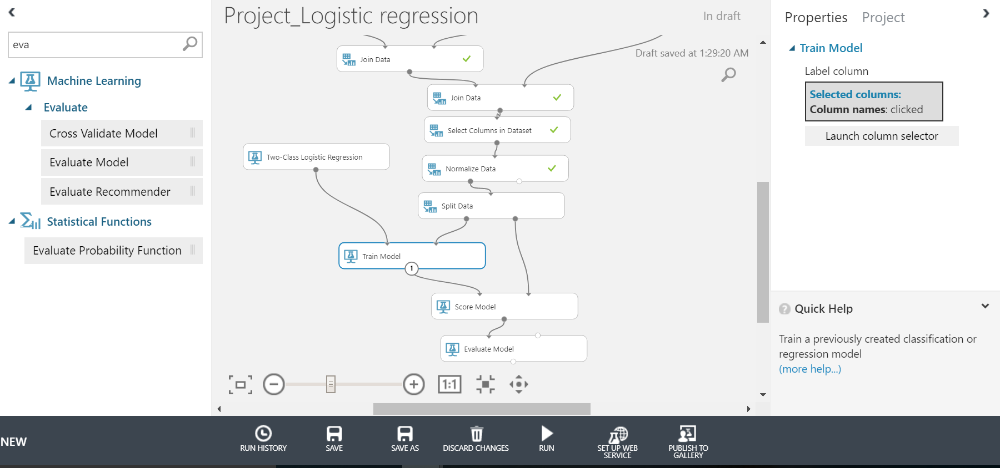 eva
Machine Learning
Evaluate
Cross Validate Model
Evaluate Model
Evaluate Recommender
Statistical Functions
Evaluate Probability Function
Project_Logistic regression
In draft
Draft saved at 1:29:20 AM
Join Data
Join Data
Select Columns in Dataset
Two-Class Logistic Regression
Normalize Data
Split Data
Train Model
1
Score Model
Evaluate Model
1:1
Properties Project
Train Model
Label column
Selected columns:
Column names: clicked
Launch column selector
? Quick Help
Train a previously created classification or
regression model
(more help...)
NEW
RUN HISTORY
SAVE
SAVE AS
DISCARD CHANGES
RUN
SET UP WEB
SERVICE
PUBLISH TO
GALLERY